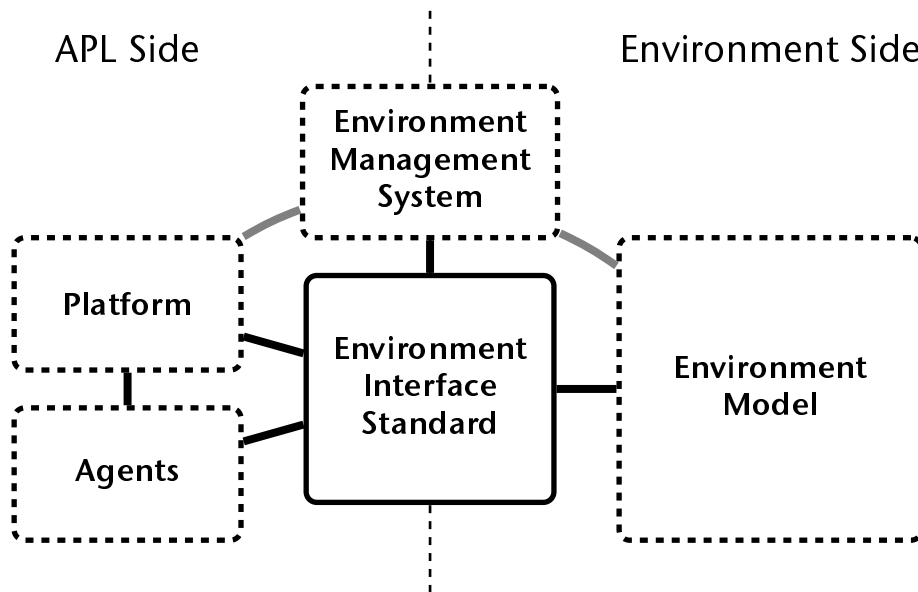 APL Side
Environment Side
Environment
Management
System
Platform
Environment
Interface
Standard
Environment
Model
Agents